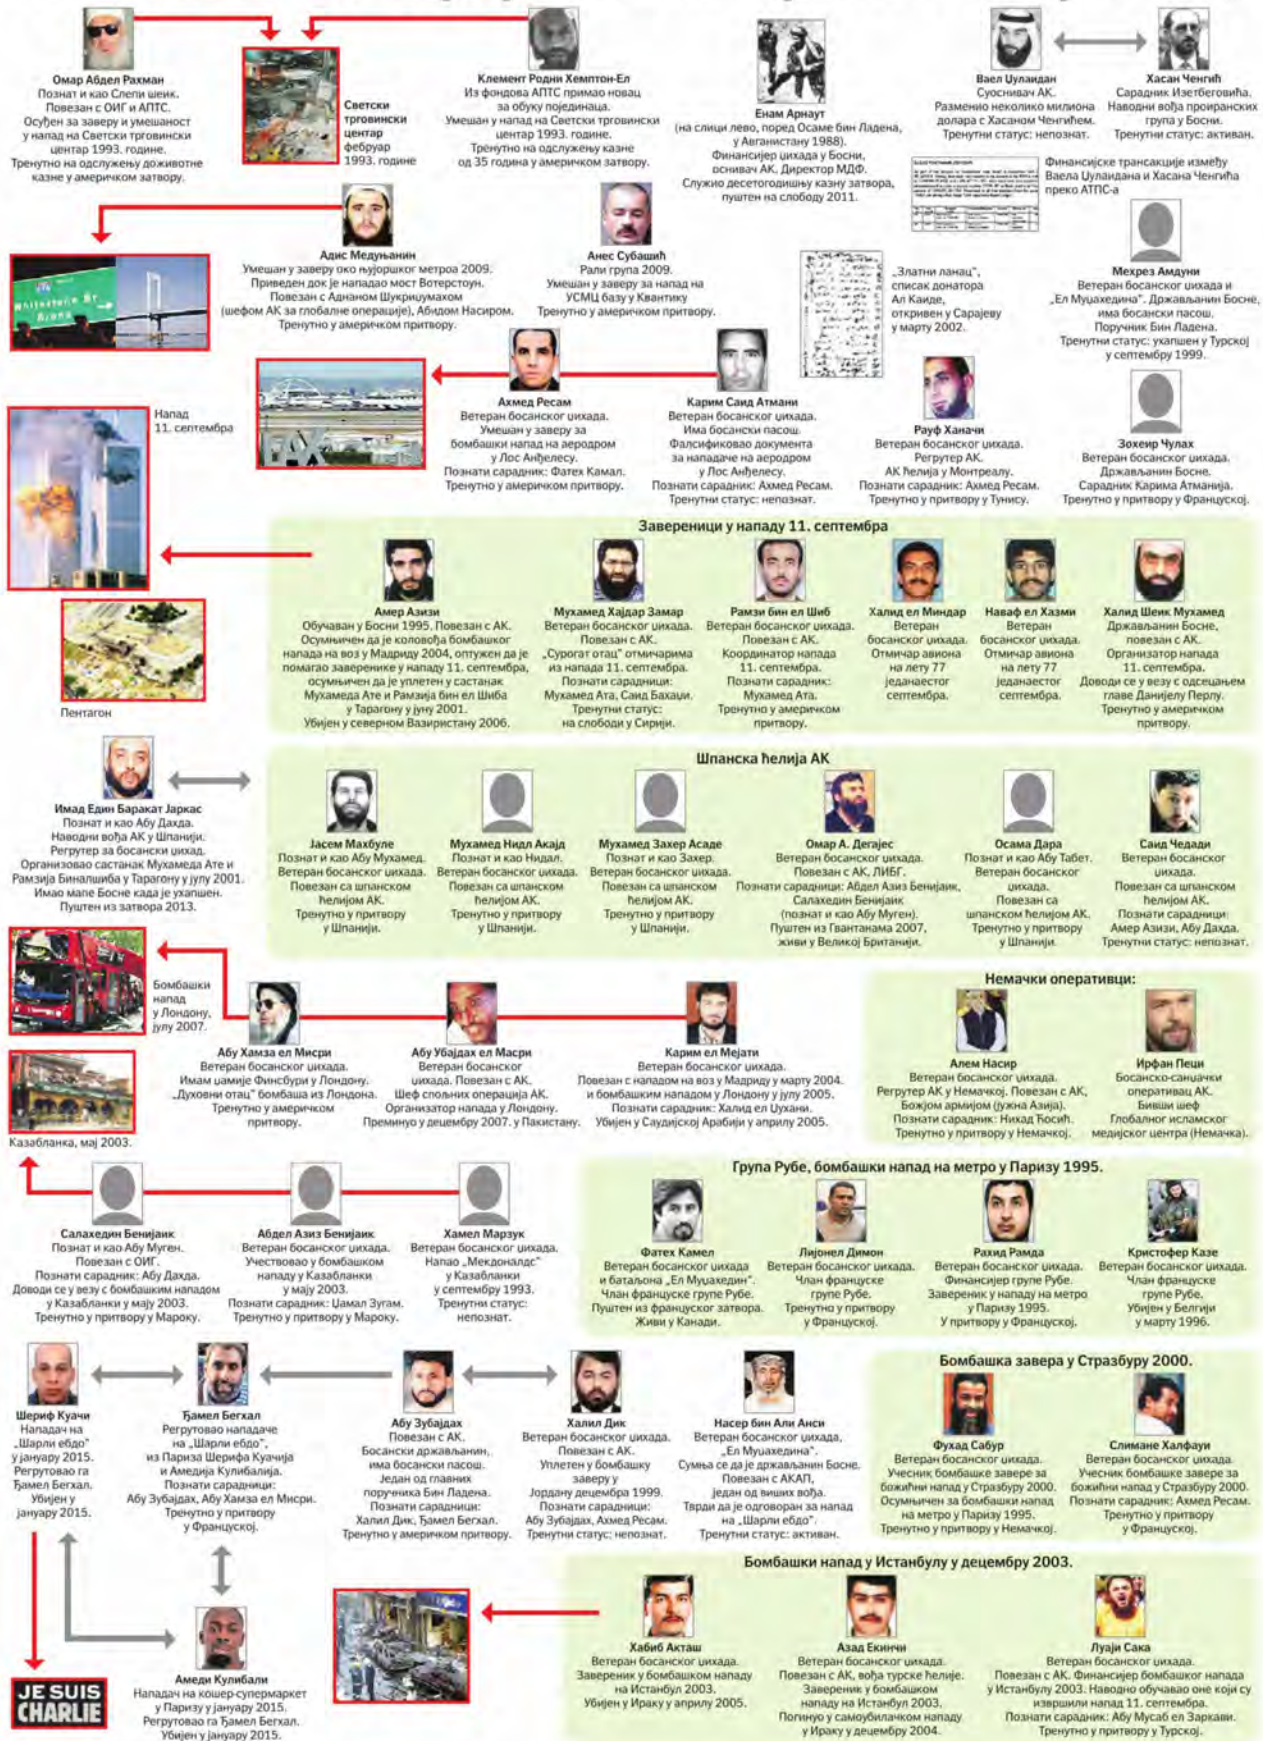 Омар Абдел Рахман
Познат и као Слепи шеик.
Повезан с ОИГ и АПТС.
Осуђен за заверу и умешаност
у напад на Светски трговински
центар 1993. године.
Тренутно на одслужењу доживотне
казне у америчком затвору.
Светски
трговински
центар
фебруар
1993. године
Клемент Родни Хемптон-Ел
Из фондова АПТС примао новац
за обуку појединаца.
Умешан у напад на Светски трговински
центар 1993. године.
Тренутно на одслужењу казне
од 35 година у америчком затвору.
Енам Арнаут
(на слици лево, поред Осаме бин Ладена,
у Авганистану 1988).
Финансијер џихада у Босни,
оснивач АК. Директор МДФ.
Служио десетогодишњу казну затвора,
пуштен на слободу 2011.
Ваел Џулаидан
Суоснивач АК.
Разменио неколико милиона
долара с Хасаном Ченгићем.
Тренутни статус: непознат.
Хасан Ченгић
Сарадник Изетбеговића.
Наводни вођа проиранских
група у Босни.
Тренутни статус: активан.
Финансијске трансакције између
Ваела Џулаидана и Хасана Ченгића
преко АТПС-а
Whitestone Br.
Bronx
Адис Медуњанин
Умешан у заверу око њујоршког метроа 2009.
Приведен док је нападао мост Вотерстоун.
Повезан с Аднаном Шукриџумахом
(шефом АК за глобалне операције), Абидом Насиром.
Тренутно у америчком притвору.
Анес Субашић
Рали група 2009.
Умешан у заверу за напад на
УСМЦ базу у Квантику
Тренутно у америчком притвору.
„Златни ланац”,
списак донатора
Ал Каиде,
откривен у Сарајеву
у марту 2002.
Мехрез Амдуни
Ветеран босанског џихада и
„Ел Муџахедина”. Држављанин Босне,
има босански пасош.
Поручник Бин Ладена.
Тренутни статус: ухапшен у Турској
у септембру 1999.
LAX
Ахмед Ресам
Ветеран босанског џихада.
Умешан у заверу за
бомбашки напад на аеродром
у Лос Анђелесу.
Познати сарадник: Фатех Камал.
Тренутно у америчком притвору.
Карим Саид Атмани
Ветеран босанског џихада.
Има босански пасош.
Фалсификовао документа
за нападаче на аеродром
у Лос Анђелесу.
Познати сарадник: Ахмед Ресам.
Тренутни статус: непознат.
Рауф Ханачи
Ветеран босанског џихада.
Регрутер АК.
АК ћелија у Монтреалу.
Познати сарадник: Ахмед Ресам.
Тренутно у притвору у Тунису.
Зохеир Чулах
Ветеран босанског џихада.
Држављанин Босне.
Сарадник Карима Атманија.
Тренутно у притвору у Француској.
Напад
11. септембра
Пентагон
Завереници у нападу 11. септембра
Амер Азизи
Обучаван у Босни 1995. Повезан с АК.
Осумњичен да је коловођа бомбашког
напада на воз у Мадриду 2004, оптужен да је
помагао заверенике у нападу 11. септембра,
осумњичен да је уплетен у састанак
Мухамеда Ате и Рамзија бин ел Шиба
у Тарагону у јуну 2001.
Убијен у северном Вазиристану 2006.
Мухамед Хајдар Замар
Ветеран босанског џихада.
Повезан с АК.
„Сурогат отац” отмичарима
из напада 11. септембра.
Познати сарадници:
Мухамед Ата, Саид Бахаџи.
Тренутни статус:
на слободи у Сирији.
Рамзи бин ел Шиб
Ветеран босанског џихада.
Повезан с АК.
Координатор напада
11. септембра.
Познати сарадник:
Мухамед Ата.
Тренутно у америчком
притвору.
Халид ел Миндар
Ветеран
босанског џихада.
Отмичар авиона
на лету 77
једанаестог
септембра.
Наваф ел Хазми
Ветеран
босанског џихада.
Отмичар авиона
на лету 77
једанаестог
септембра.
Халид Шеик Мухамед
Држављанин Босне,
повезан с АК.
Организатор напада
11. септембра.
Доводи се у везу с одсецањем
главе Данијелу Перлу.
Тренутно у америчком
притвору.
Имад Един Баракат Јаркас
Познат и као Абу Дахда.
Наводни вођа АК у Шпанији.
Регрутер за босански џихад.
Организовао састанак Мухамеда Ате и
Рамзија Биналшиба у Тарагону у јулу 2001.
Имао мапе Босне када је ухапшен.
Пуштен из затвора 2013.
Шпанска ћелија АК
Јасем Махбуле
Познат и као Абу Мухамед.
Ветеран босанског џихада.
Повезан са шпанском
ћелијом АК.
Тренутно у притвору
у Шпанији.
Мухамед Нидл Акајд
Познат и као Нидал.
Ветеран босанског џихада.
Повезан са шпанском
ћелијом АК.
Тренутно у притвору
у Шпанији.
Мухамед Захер Асаде
Познат и као Захер.
Ветеран босанског џихада.
Повезан са шпанском
ћелијом АК.
Тренутно у притвору
у Шпанији.
Омар А. Дегајес
Ветеран босанског џихада.
Повезан с АК, ЛИБГ.
Познати сарадници: Абдел Азиз Бенијаик,
Салахедин Бенијаик
(познат и као Абу Муген).
Пуштен из Гвантанама 2007,
живи у Великој Британији.
Осама Дара
Познат и као Абу Табет.
Ветеран босанског
џихада.
Повезан са
шпанском ћелијом АК.
Тренутно у притвору
у Шпанији.
Саид Чедади
Ветеран босанског
џихада.
Повезан са шпанском
ћелијом АК.
Познати сарадници:
Амер Азизи, Абу Дахда.
Тренутни статус: непознат.
Бомбашки
напад
у Лондону,
јулу 2007.
Казабланка, мај 2003.
Абу Хамза ел Мисри
Ветеран босанског џихада.
Имам џамије Финсбури у Лондону.
„Духовни отац” бомбаша из Лондона.
Тренутно у америчком
притвору.
Абу Убајдах ел Масри
Ветеран босанског
џихада. Повезан с АК.
Шеф спољних операција АК.
Организатор напада у Лондону.
Преминуо у децембру 2007. у Пакистану.
Карим ел Мејати
Ветеран босанског џихада.
Повезан с нападом на воз у Мадриду у марту 2004.
и бомбашким нападом у Лондону у јулу 2005.
Познати сарадник: Халид ел Џухани.
Убијен у Саудијској Арабији у априлу 2005.
Немачки оперативци:
Алем Насир
Ветеран босанског џихада.
Регрутер АК у Немачкој. Повезан с АК,
Божјом армијом (јужна Азија).
Познати сарадник: Нихад Ћосић.
Тренутно у притвору у Немачкој.
Ирфан Пеци
Босанско-санџачки
оперативац АК.
Бивши шеф
Глобалног исламског
медијског центра (Немачка).
Салахедин Бенијаик
Познат и као Абу Муген.
Повезан с ОИГ.
Познати сарадник: Абу Дахда.
Доводи се у везу с бомбашким нападом
у Казабланки у мају 2003.
Тренутно у притвору у Мароку.
Абдел Азиз Бенијаик
Ветеран босанског џихада.
Учествовао у бомбашком
нападу у Казабланки
у мају 2003.
Познати сарадник: Џамал Зугам.
Тренутно у притвору у Мароку.
Хамел Марзук
Ветеран босанског џихада.
Напао „Мекдоналдс”
у Казабланки
у септембру 1993.
Тренутни статус:
непознат.
Група Рубе, бомбашки напад на метро у Паризу 1995.
Фатех Камел
Ветеран босанског џихада
и батаљона „Ел Муџахедин”.
Члан француске групе Рубе.
Пуштен из француског затвора.
Живи у Канади.
Лијонел Димон
Ветеран босанског џихада.
Члан француске
групе Рубе.
Тренутно у притвору
у Француској.
Рахид Рамда
Ветеран босанског џихада.
Финансијер групе Рубе.
Завереник у нападу на метро
у Паризу 1995.
У притвору у Француској.
Кристофер Казе
Ветеран босанског џихада.
Члан француске
групе Рубе.
Убијен у Белгији
у марту 1996.
Шериф Куачи
Нападач на
„Шарли ебдо”
у јануару 2015.
Регрутовао га
Ђамел Бегхал.
Убијен у
јануару 2015.
Ђамел Бегхал
Регрутовао нападаче
на „Шарли ебдо”,
из Париза Шерифа Куачија
и Амедија Кулибалија.
Познати сарадници:
Абу Зубајдах, Абу Хамза ел Мисри.
Тренутно у притвору
у Француској.
Абу Зубајдах
Повезан с АК.
Босански држављанин,
има босански пасош.
Један од главних
поручника Бин Ладена.
Познати сарадници:
Халил Дик, Ђамел Бегхал.
Тренутно у америчком притвору.
Халил Дик
Ветеран босанског џихада.
Повезан с АК.
Уплетен у бомбашку
заверу у
Јордану децембра 1999.
Познати сарадници:
Абу Зубајдах, Ахмед Ресам.
Тренутни статус: непознат.
Насер бин Али Анси
Ветеран босанског џихада,
„Ел Муџахедина”.
Сумња се да је држављанин Босне.
Повезан с АКАП,
један од виших вођа.
Тврди да је одговоран за напад
на „Шарли ебдо”.
Тренутни статус: активан.
Бомбашка завера у Стразбуру 2000.
Фухад Сабур
Ветеран босанског џихада.
Учесник бомбашке завере за
божићни напад у Стразбуру 2000.
Осумњичен за бомбашки напад
на метро у Паризу 1995.
Тренутно у притвору у Немачкој.
Слимане Халфауи
Ветеран босанског џихада.
Учесник бомбашке завере за
божићни напад у Стразбуру 2000.
Познати сарадник: Ахмед Ресам.
Тренутно у притвору
у Француској.
JE SUIS
CHARLIE
Амеди Кулибали
Нападач на кошер-супермаркет
у Паризу у јануару 2015.
Регрутовао га Ђамел Бегхал.
Убијен у јануару 2015.
Бомбашки напад у Истанбулу у децембру 2003.
Хабиб Акташ
Ветеран босанског џихада.
Завереник у бомбашком нападу
на Истанбул 2003.
Убијен у Ираку у априлу 2005.
Азад Екинчи
Ветеран босанског џихада.
Повезан с АК, вођа турске ћелије.
Завереник у бомбашком
нападу на Истанбул 2003.
Погинуо у самоубилачком нападу
у Ираку у децембру 2004.
Луаји Сака
Ветеран босанског џихада.
Повезан с АК. Финансијер бомбашког напада
у Истанбулу 2003. Наводно обучавао оне који су
извршили напад 11. септембра.
Познати сарадник: Абу Мусаб ел Заркави.
Тренутно у притвору у Турској.